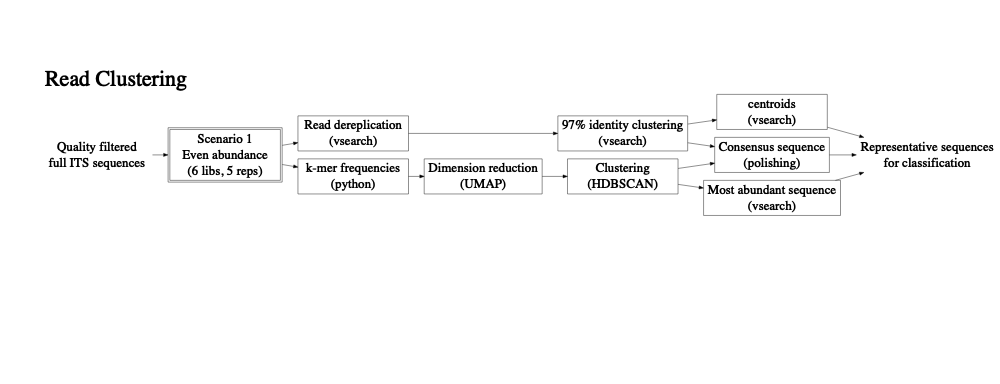 Read Clustering
Quality filtered
full ITS sequences
Scenario 1
Even abundance
(6 libs, 5 reps)
Read dereplication
(vsearch)
k-mer frequencies
(python)
Dimension reduction
(UMAP)
97% identity clustering
(vsearch)
Clustering
(HDBSCAN)
centroids
(vsearch)
Consensus sequence
(polishing)
Most abundant sequence
(vsearch)
Representative sequences
for classification